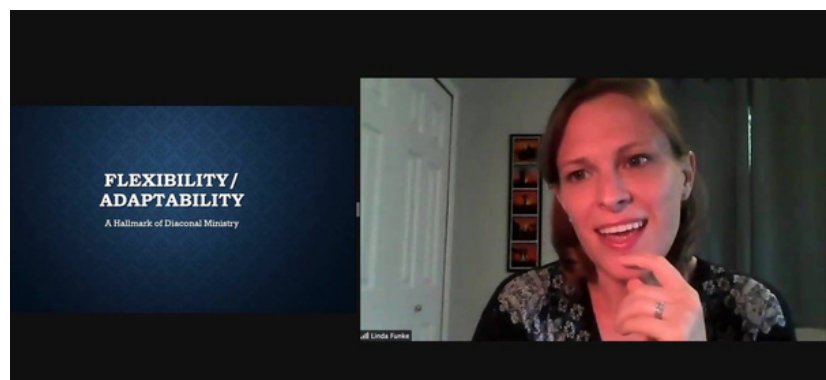 FLEXIBILITY/
ADAPTABILITY
A Hallmark of Diaconal Ministry
Linda Funke